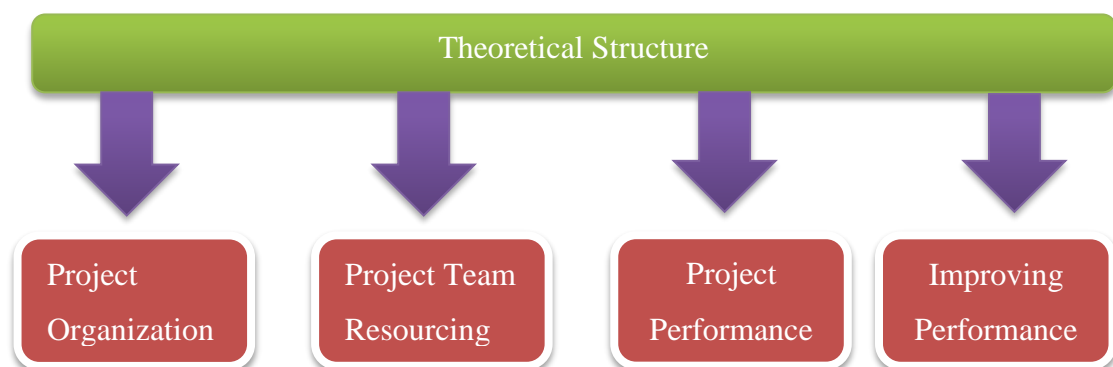 Theoretical Structure
Project
Organization
Project Team
Resourcing
Project
Performance
Improving
Performance